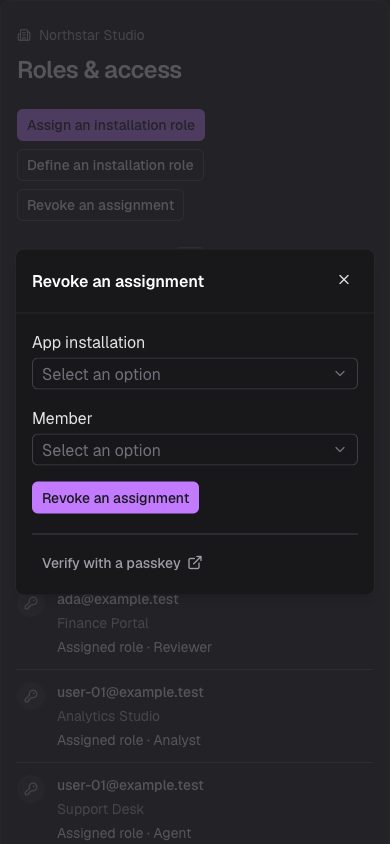 Northstar Studio
Roles & access
Assign an installation role
Define an installation role
Revoke an assignment
Revoke an assignment
App installation
Select an option
Member
Select an option
Revoke an assignment
Verify with a passkey
ada@example.test
Finance Portal
Assigned role · Reviewer
user-01@example.test
Analytics Studio
Assigned role · Analyst
user-01@example.test
Support Desk
Assigned role · Agent